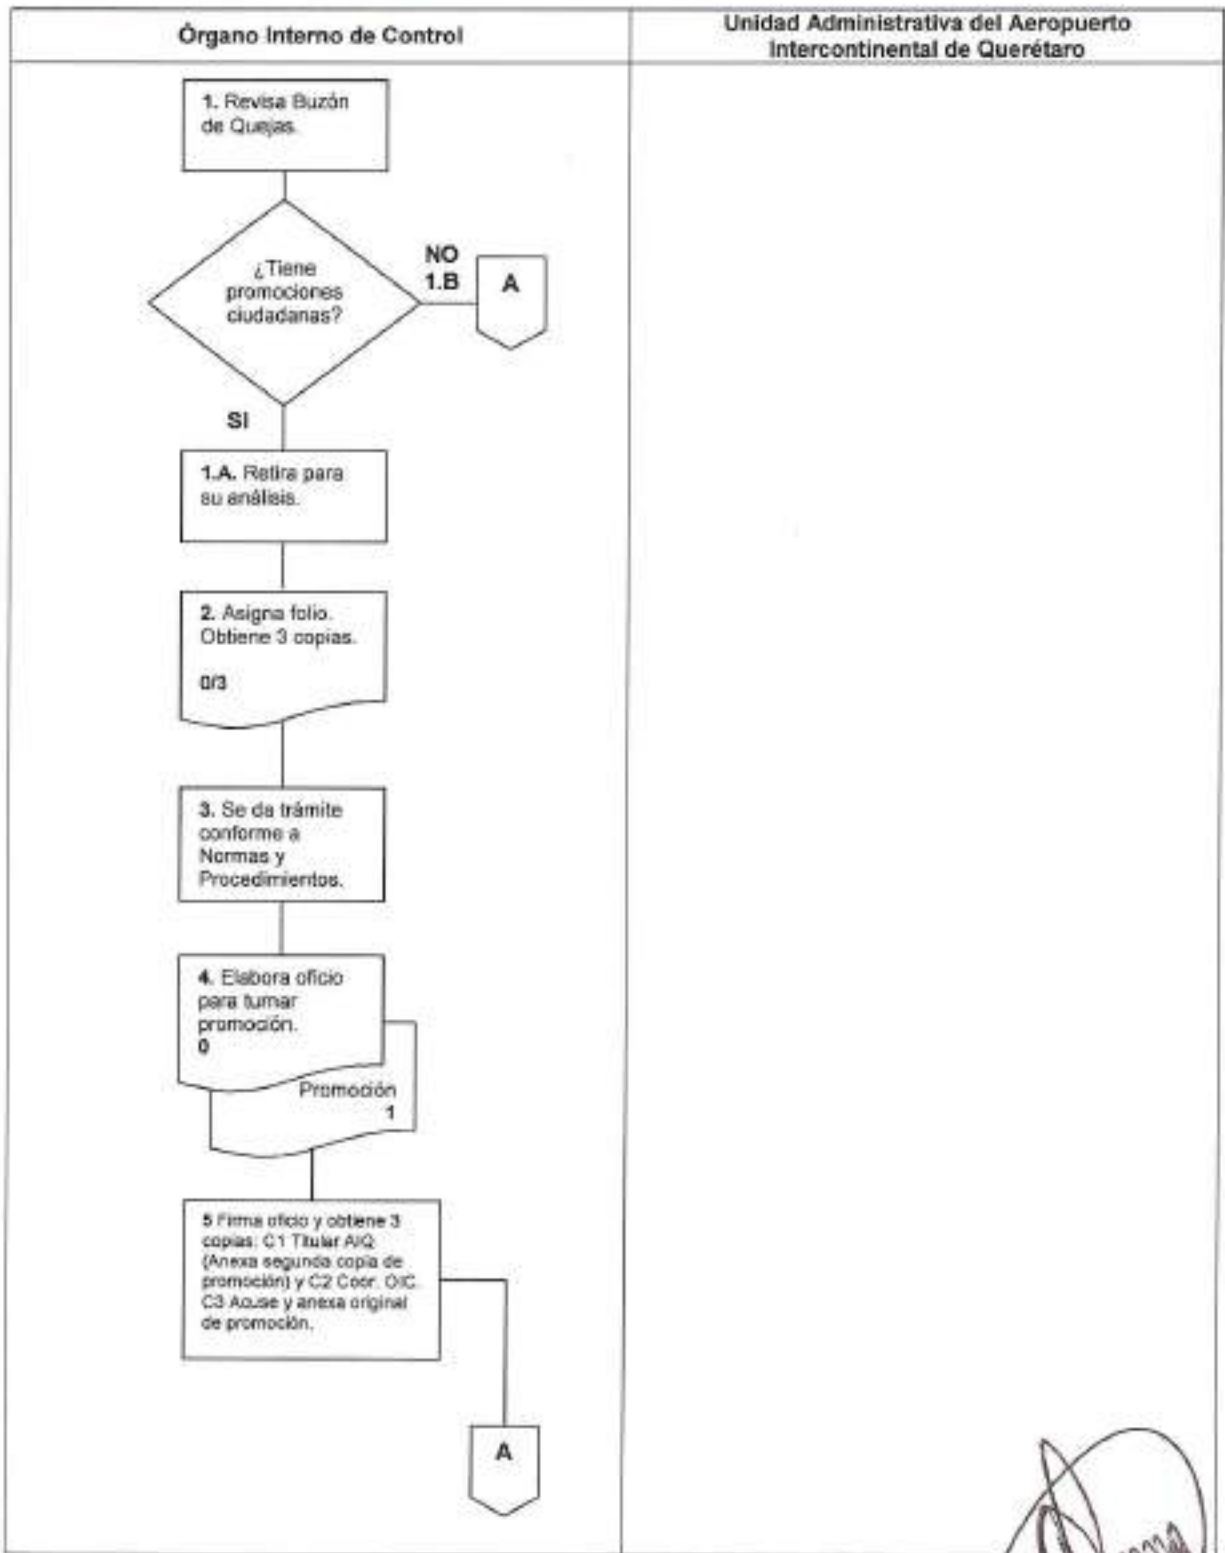 Órgano Interno de Control
Unidad Administrativa del Aeropuerto
Intercontinental de Querétaro
1. Revisa Buzón
de Quejas.
¿Tiene
promociones
ciudadanas?
NO
1.B
A
SI
1.A. Retira para
su análisis.
2. Asigna folio.
Obtiene 3 copias.
0/3
3. Se da trámite
conforme a
Normas y
Procedimientos.
4. Elabora oficio
para turnar
promoción.
0
Promoción
1
5 Firma oficio y obtiene 3
copias: C1 Titular AIQ
(Anexa segunda copia de
promoción) y C2 Coor. OIC.
C3 Acuse y anexa original
de promoción.
A